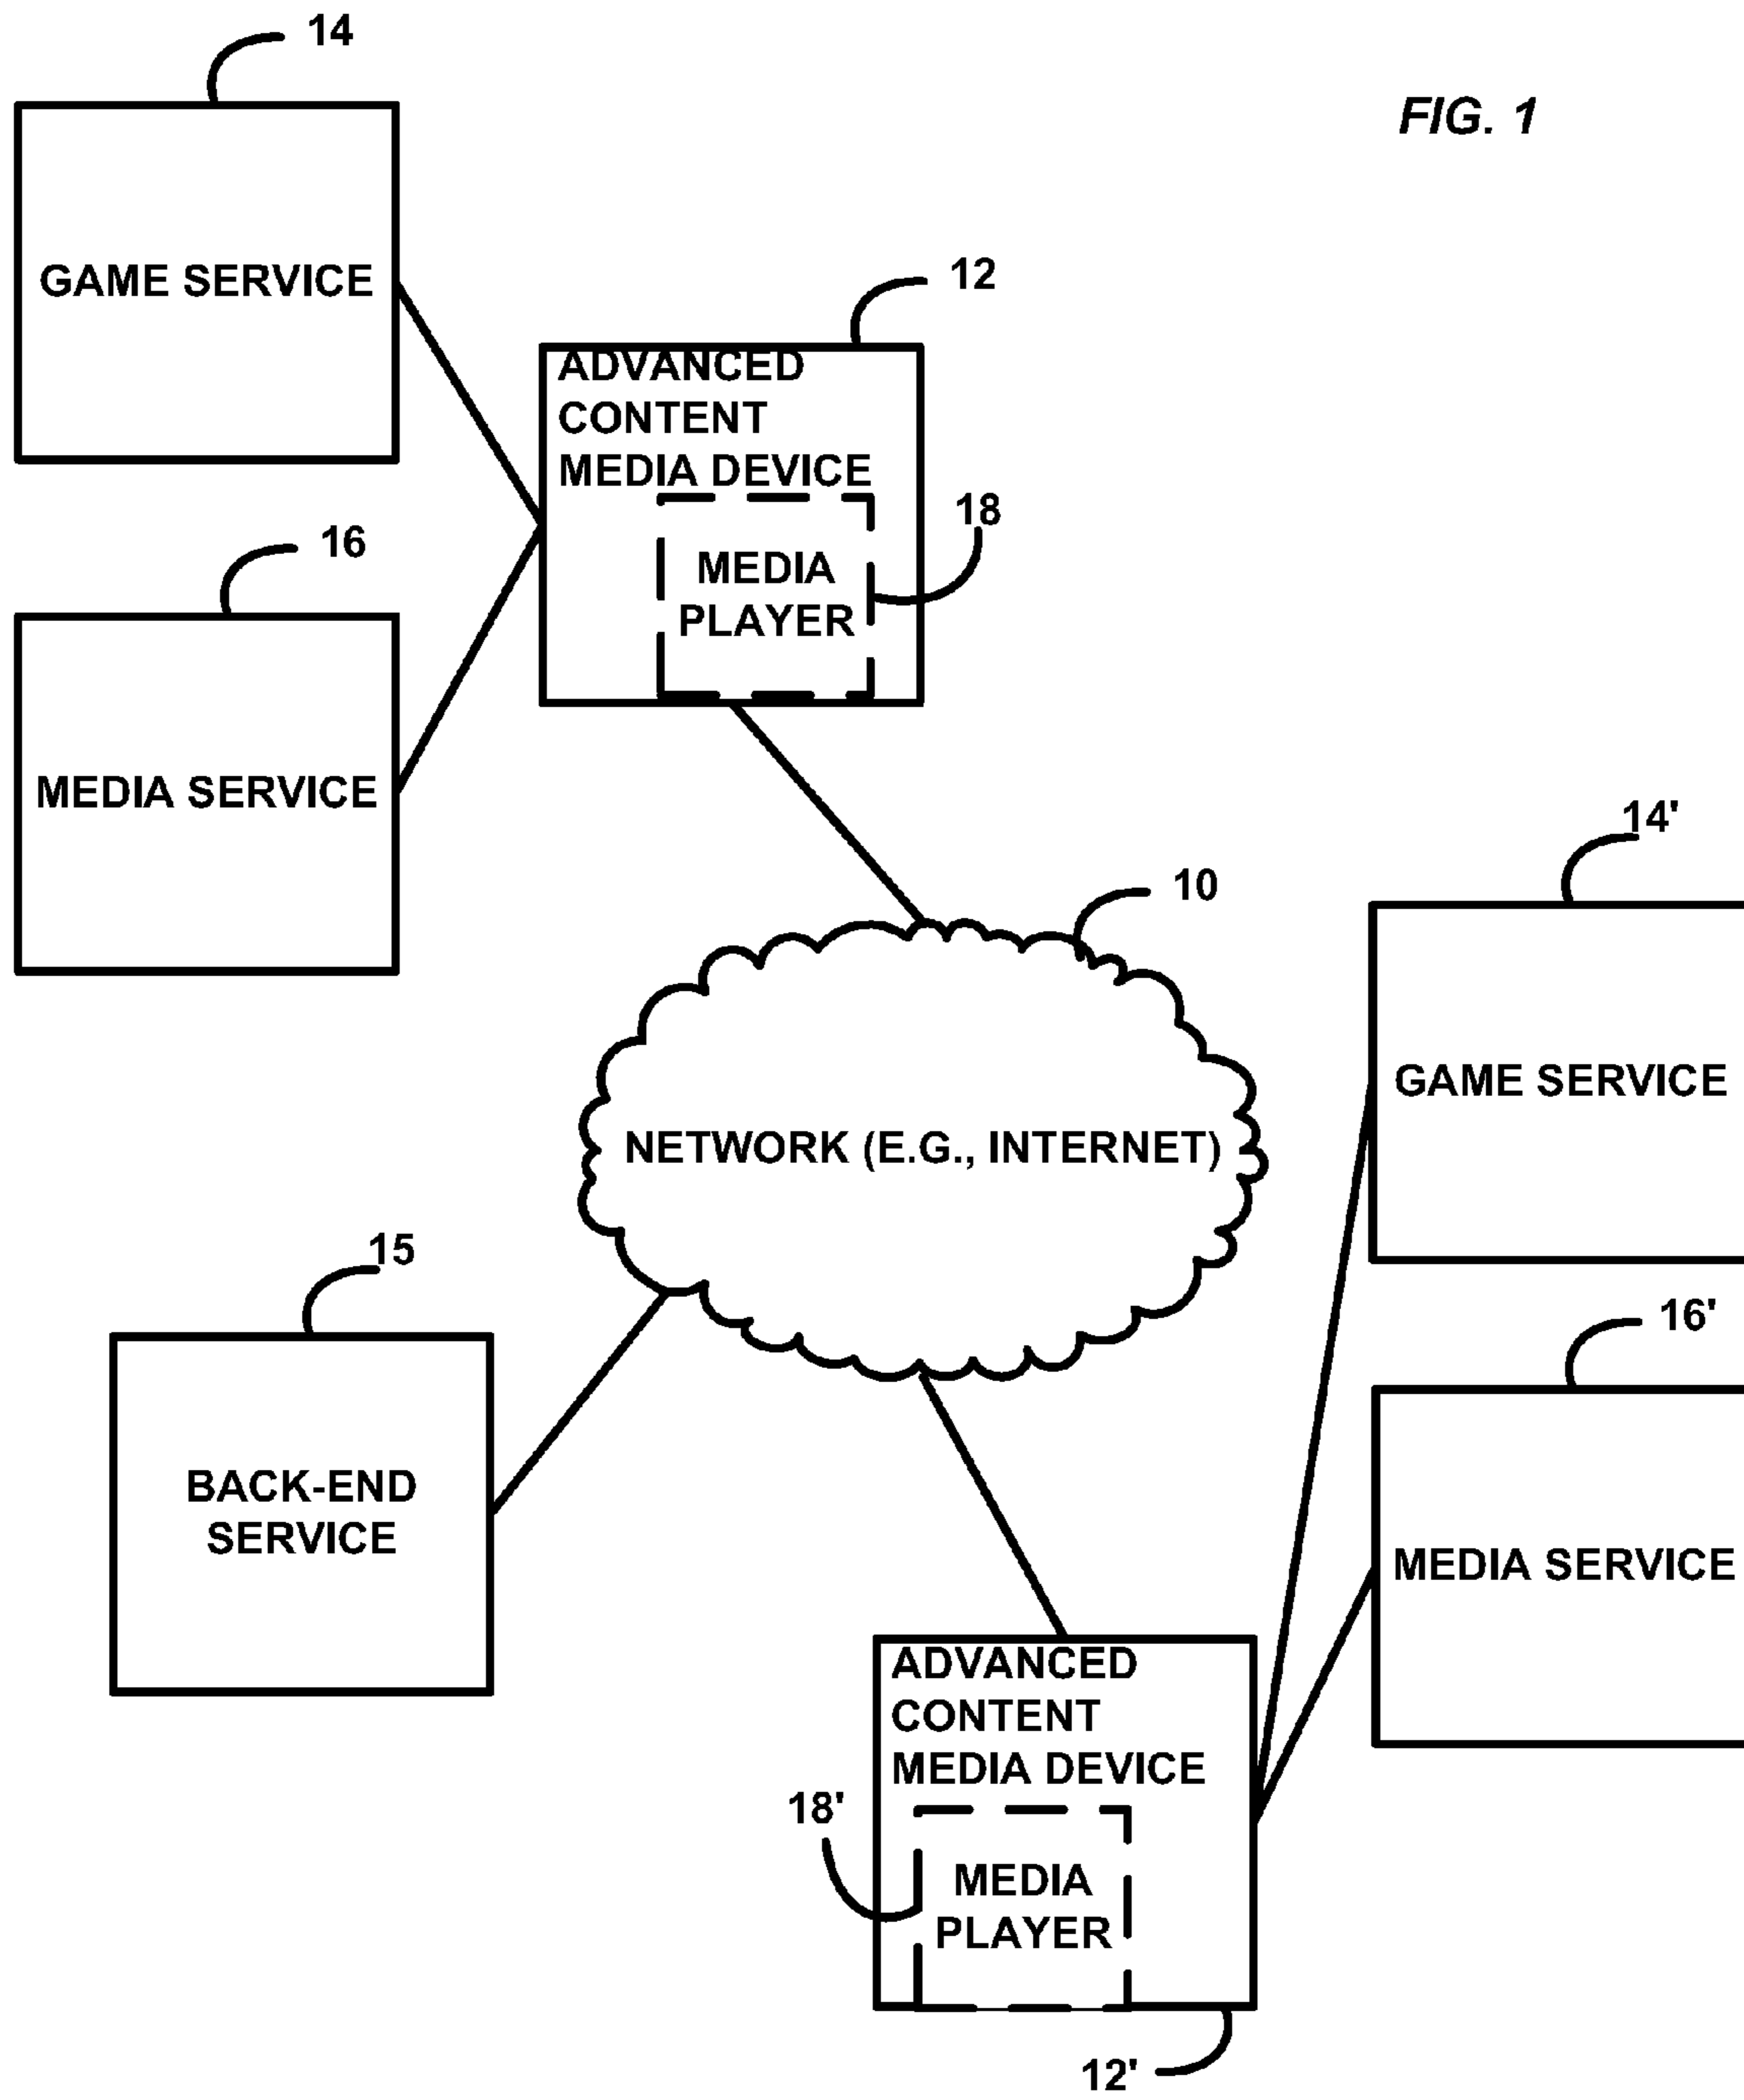 14
FIG. 1
GAME SERVICE
12
ADVANCED
CONTENT
MEDIA DEVICE
18
16
MEDIA
PLAYER
MEDIA SERVICE
14'
10
GAME SERVICE
NETWORK (E.G., INTERNET)
15
16'
BACK-END
SERVICE
MEDIA SERVICE
ADVANCED
CONTENT
MEDIA DEVICE
18'
MEDIA
PLAYER
12'